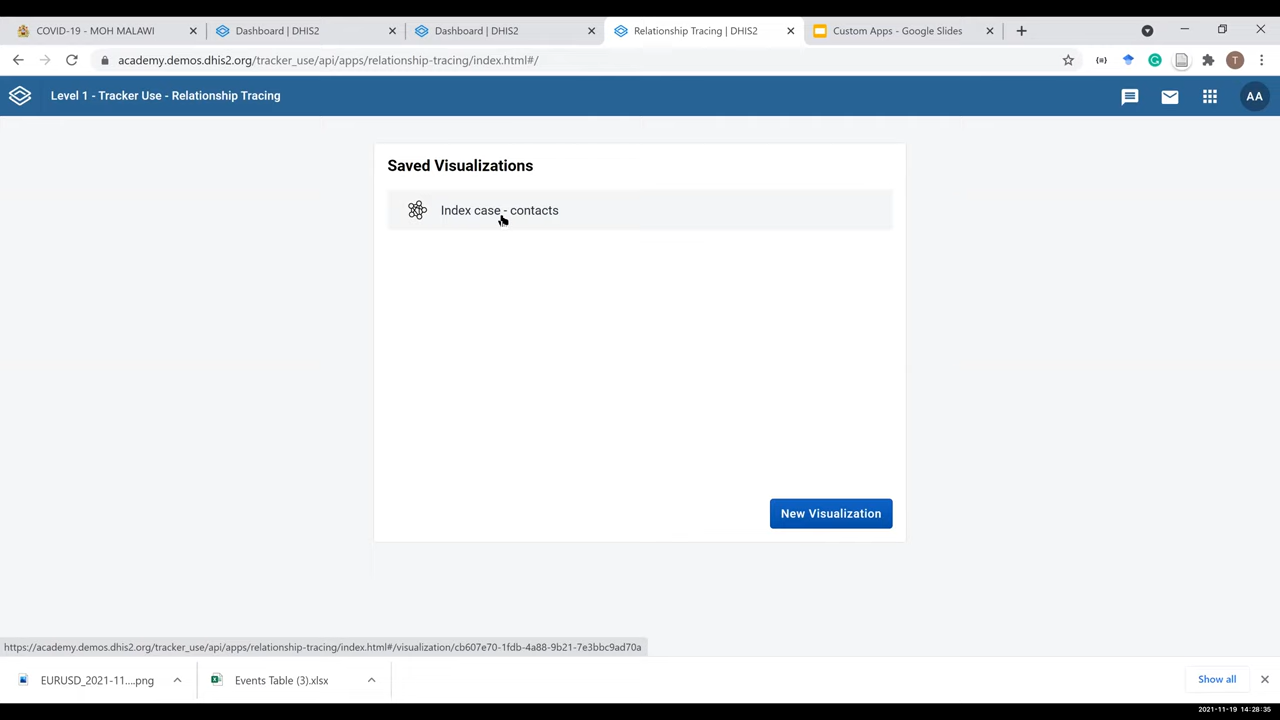 COVID-19 - MOH MALAWI
Dashboard | DHIS2
Dashboard | DHIS2
Relationship Tracing | DHIS2
Custom Apps - Google Slides
academy.demos.dhis2.org/tracker_use/api/apps/relationship-tracing/index.html#/
T
Level 1 - Tracker Use - Relationship Tracing
AA
Saved Visualizations
Index case - contacts
New Visualization
https://academy.demos.dhis2.org/tracker_use/api/apps/relationship-tracing/index.html#/visualization/cb607e70-1fdb-4a88-9b21-7e3bbc9ad70a
EURUSD_2021-11....png
Events Table (3).xlsx
Show all
2021-11-19 14:28:35